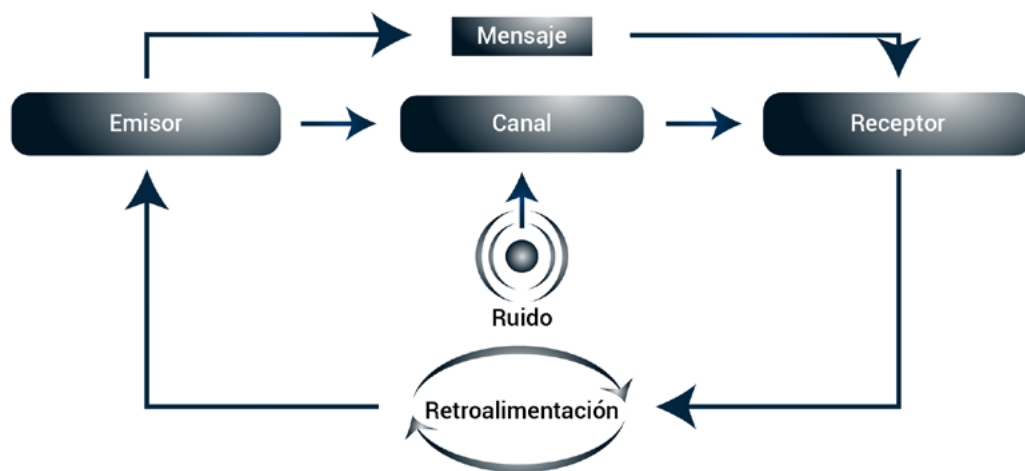 Mensaje
Emisor
Canal
Receptor
Ruido
Retroalimentación